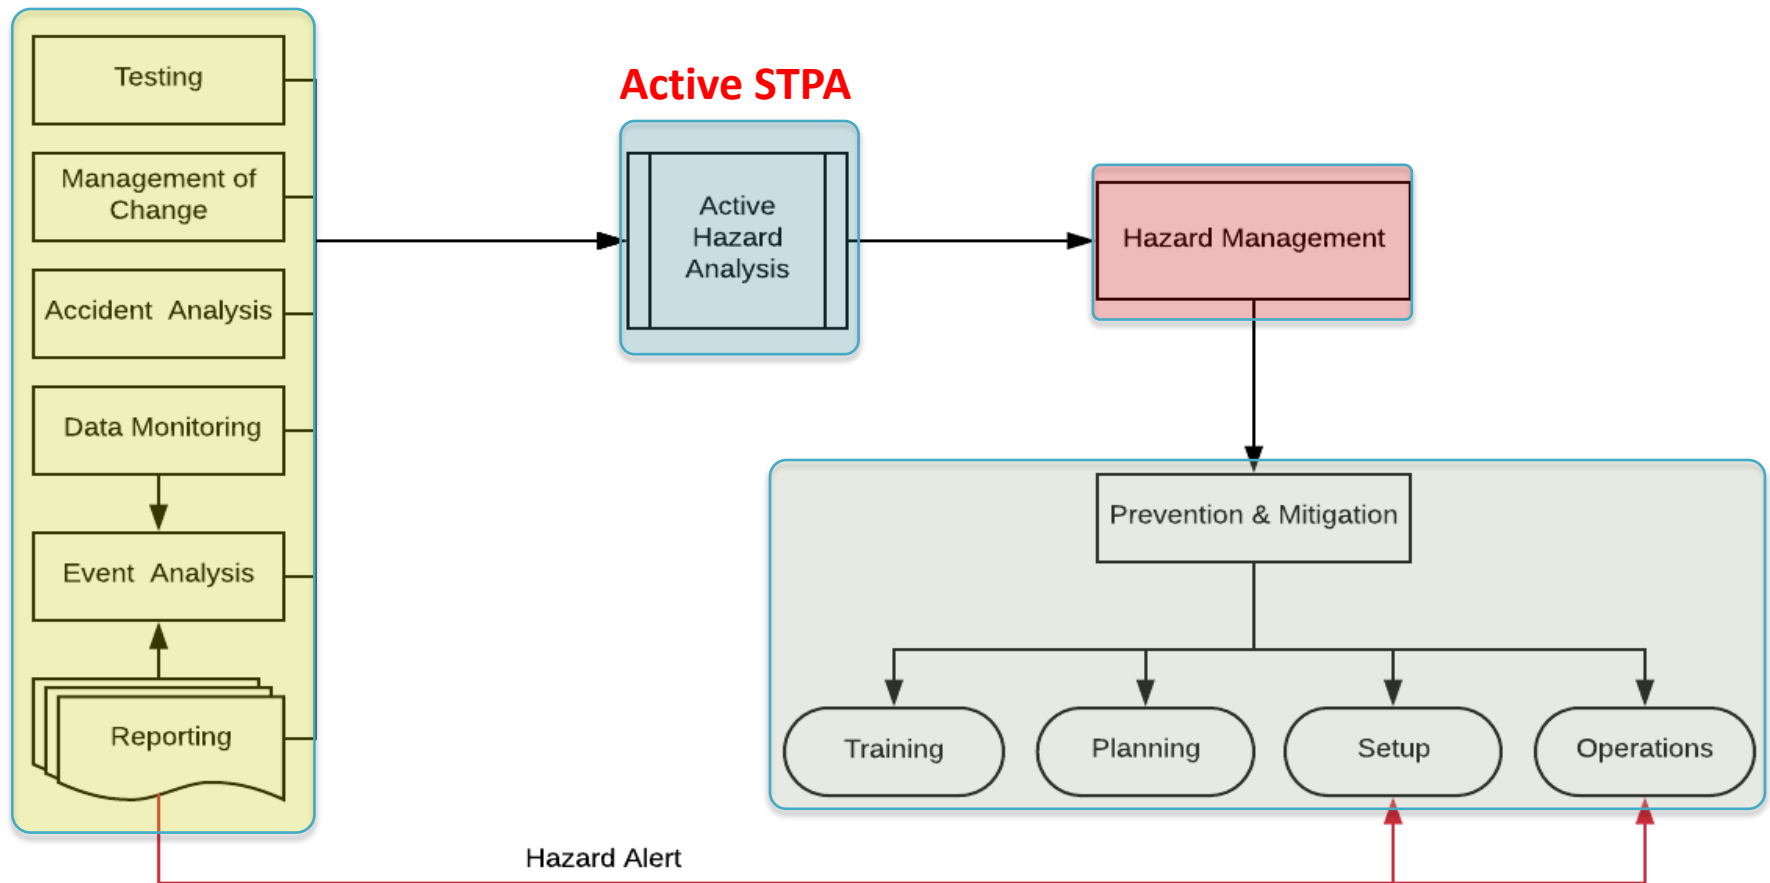 Testing
Management of
Change
Accident Analysis
Data Monitoring
Event Analysis
Reporting
Active STPA
Active
Hazard
Analysis
Hazard Management
Prevention & Mitigation
Training
Planning
Setup
Operations
Hazard Alert